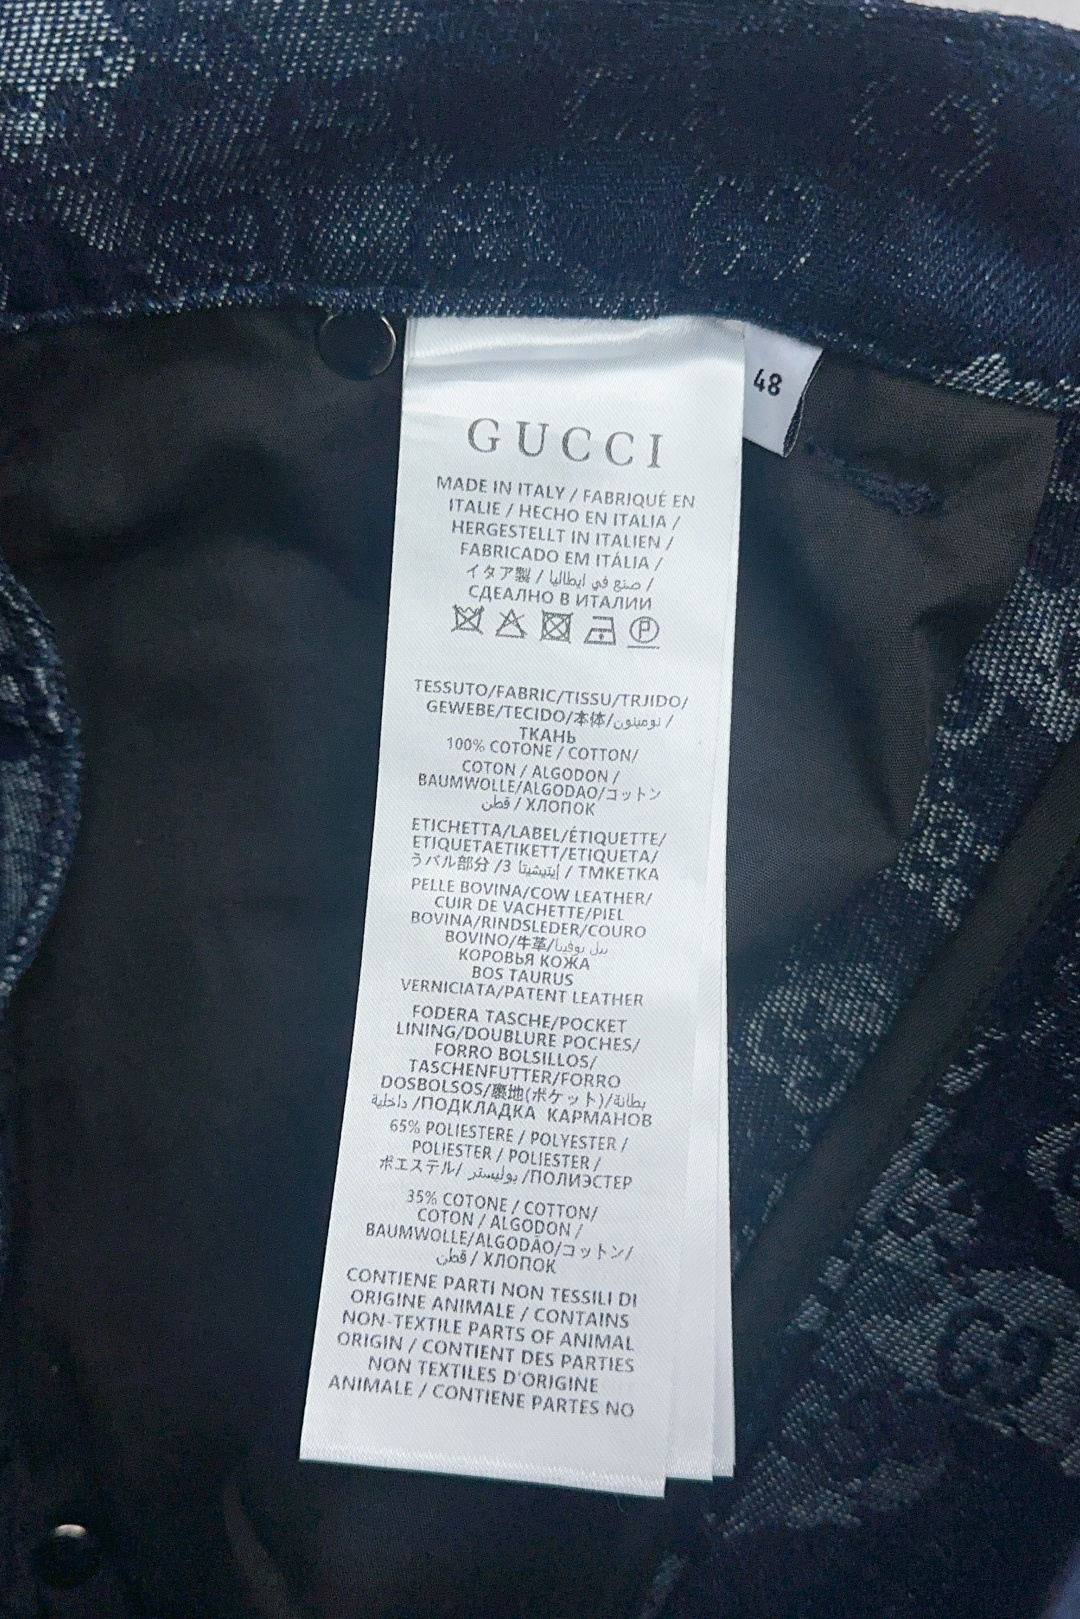 48
GUCCI
MADE IN ITALY / FABRIQUÉ EN
ITALIE / HECHO EN ITALIA /
HERGESTELLT IN ITALIEN /
FABRICADO EM ITÁLIA /
イタア製 / صنع في ايطاليا /
СДЕАЛНО В ИТАЛИИ
P
TESSUTO/FABRIC/TISSU/TRJIDO/
GEWEBE/TECIDO/本体/نومينون /
ТКАНЬ
100% COTONE / COTTON/
COTON / ALGODON /
BAUMWOLLE/ALGODAO/コットン
قطن / ХЛОПОК
ETICHETTA/LABEL/ÉTIQUETTE/
ETIQUETAETIKETT/ETIQUETA/
うバル部分 /3 إيتيشيتا / ТМКЕТКА
PELLE BOVINA/COW LEATHER/
CUIR DE VACHETTE/PIEL
BOVINA/RINDSLEDER/COURO
BOVINO/牛革/بيل بوفينا
КОРОВЬЯ КОЖА
BOS TAURUS
VERNICIATA/PATENT LEATHER
FODERA TASCHE/POCKET
LINING/DOUBLURE POCHES/
FORRO BOLSILLOS/
TASCHENFUTTER/FORRO
DOSBOLSOS/裏地(ポケット)/بطانة
داخلية /ПОДКЛАДКА КАРМАНОВ
65% POLIESTERE / POLYESTER /
POLIESTER / POLIESTER /
ポエステル/ بوليستر /ПОЛИЭСТЕР
35% COTONE / COTTON/
COTON / ALGODON /
BAUMWOLLE/ALGODÃO/コットン/
قطن / ХЛОПОК
CONTIENE PARTI NON TESSILI DI
ORIGINE ANIMALE / CONTAINS
NON-TEXTILE PARTS OF ANIMAL
ORIGIN / CONTIENT DES PARTIES
NON TEXTILES D'ORIGINE
ANIMALE / CONTIENE PARTES NO